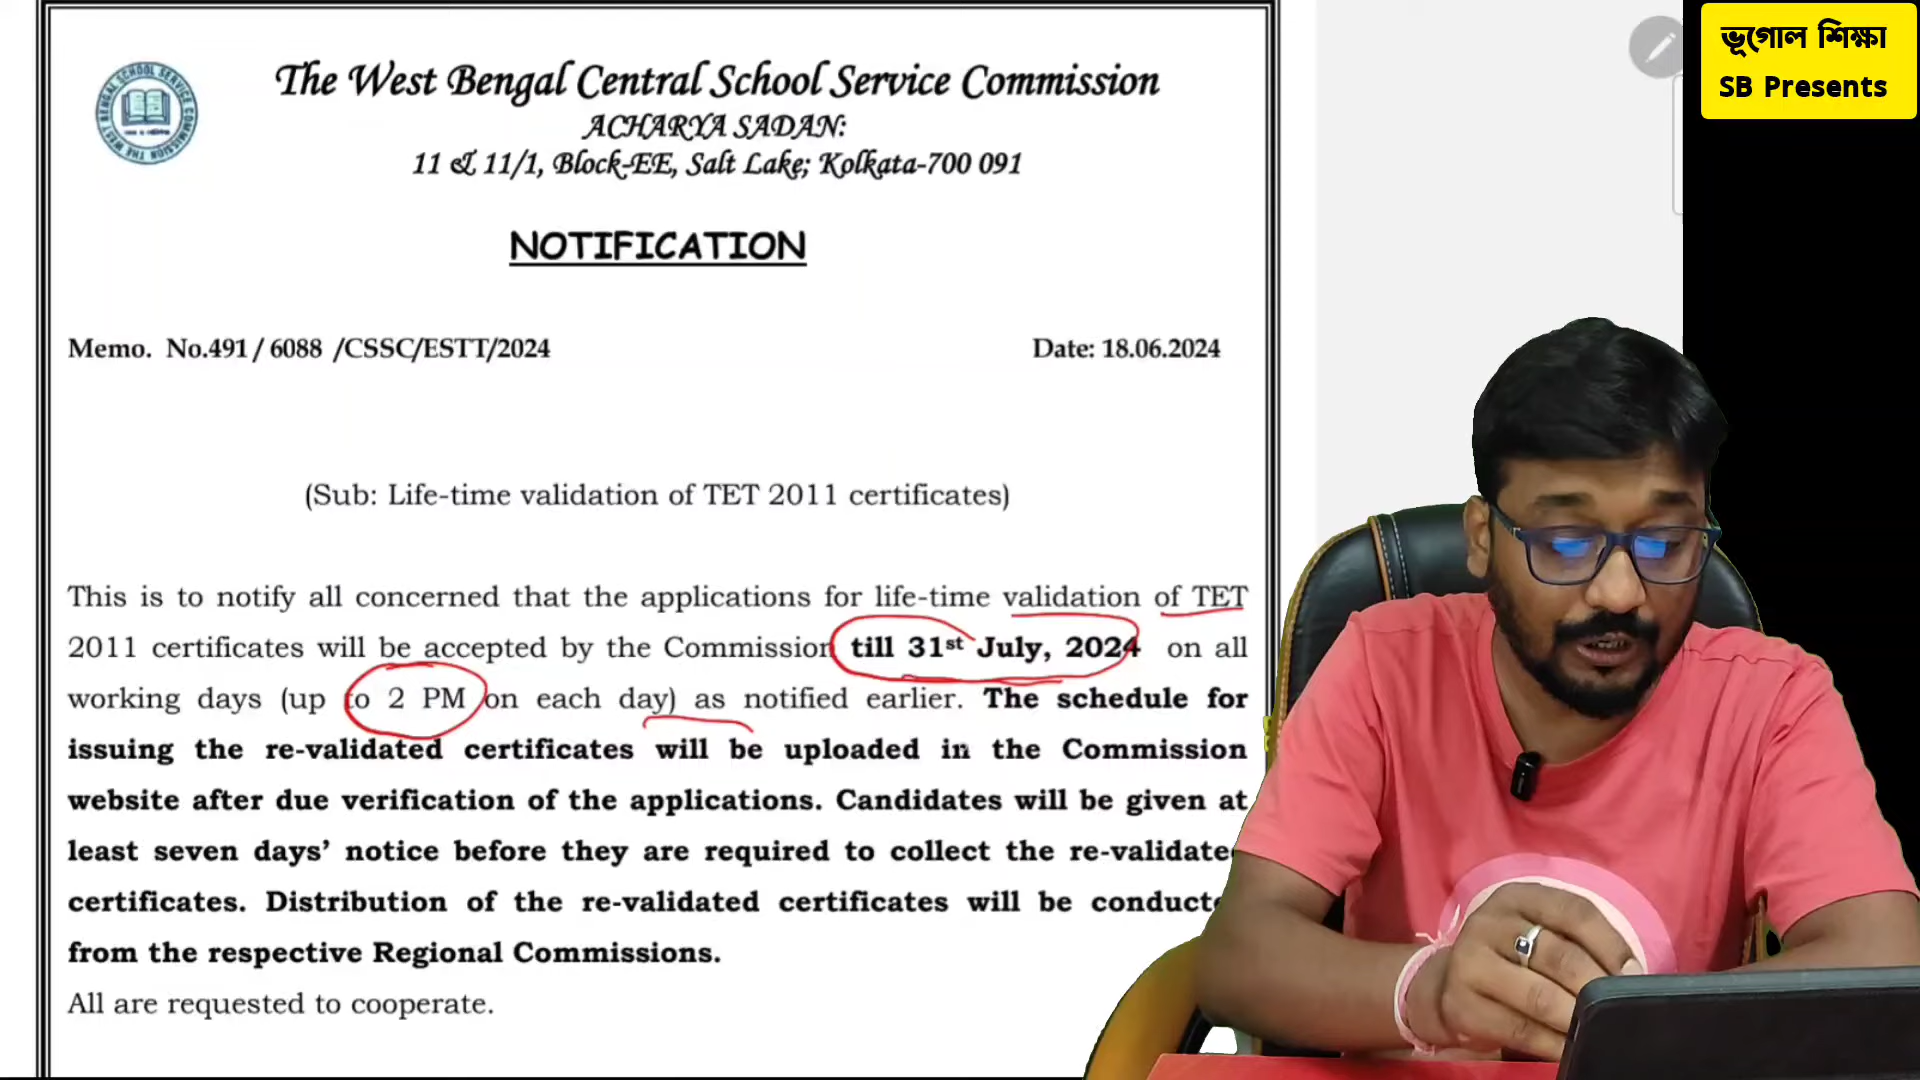 The West Bengal Central School Service Commission
ACHARYA SADAN:
11 & 11/1, Block-EE, Salt Lake; Kolkata-700 091
NOTIFICATION
Memo. No.491 / 6088 /CSSC/ESTT/2024
Date: 18.06.2024
(Sub: Life-time validation of TET 2011 certificates)
This is to notify all concerned that the applications for life-time validation of TET
2011 certificates will be accepted by the Commission till 31st July, 2024 on all
working days (up to 2 PM on each day) as notified earlier. The schedule for
issuing the re-validated certificates will be uploaded in the Commission
website after due verification of the applications. Candidates will be given at
least seven days’ notice before they are required to collect the re-validate
certificates. Distribution of the re-validated certificates will be conducte
from the respective Regional Commissions.
All are requested to cooperate.
ভূগোল শিক্ষা
SB Presents